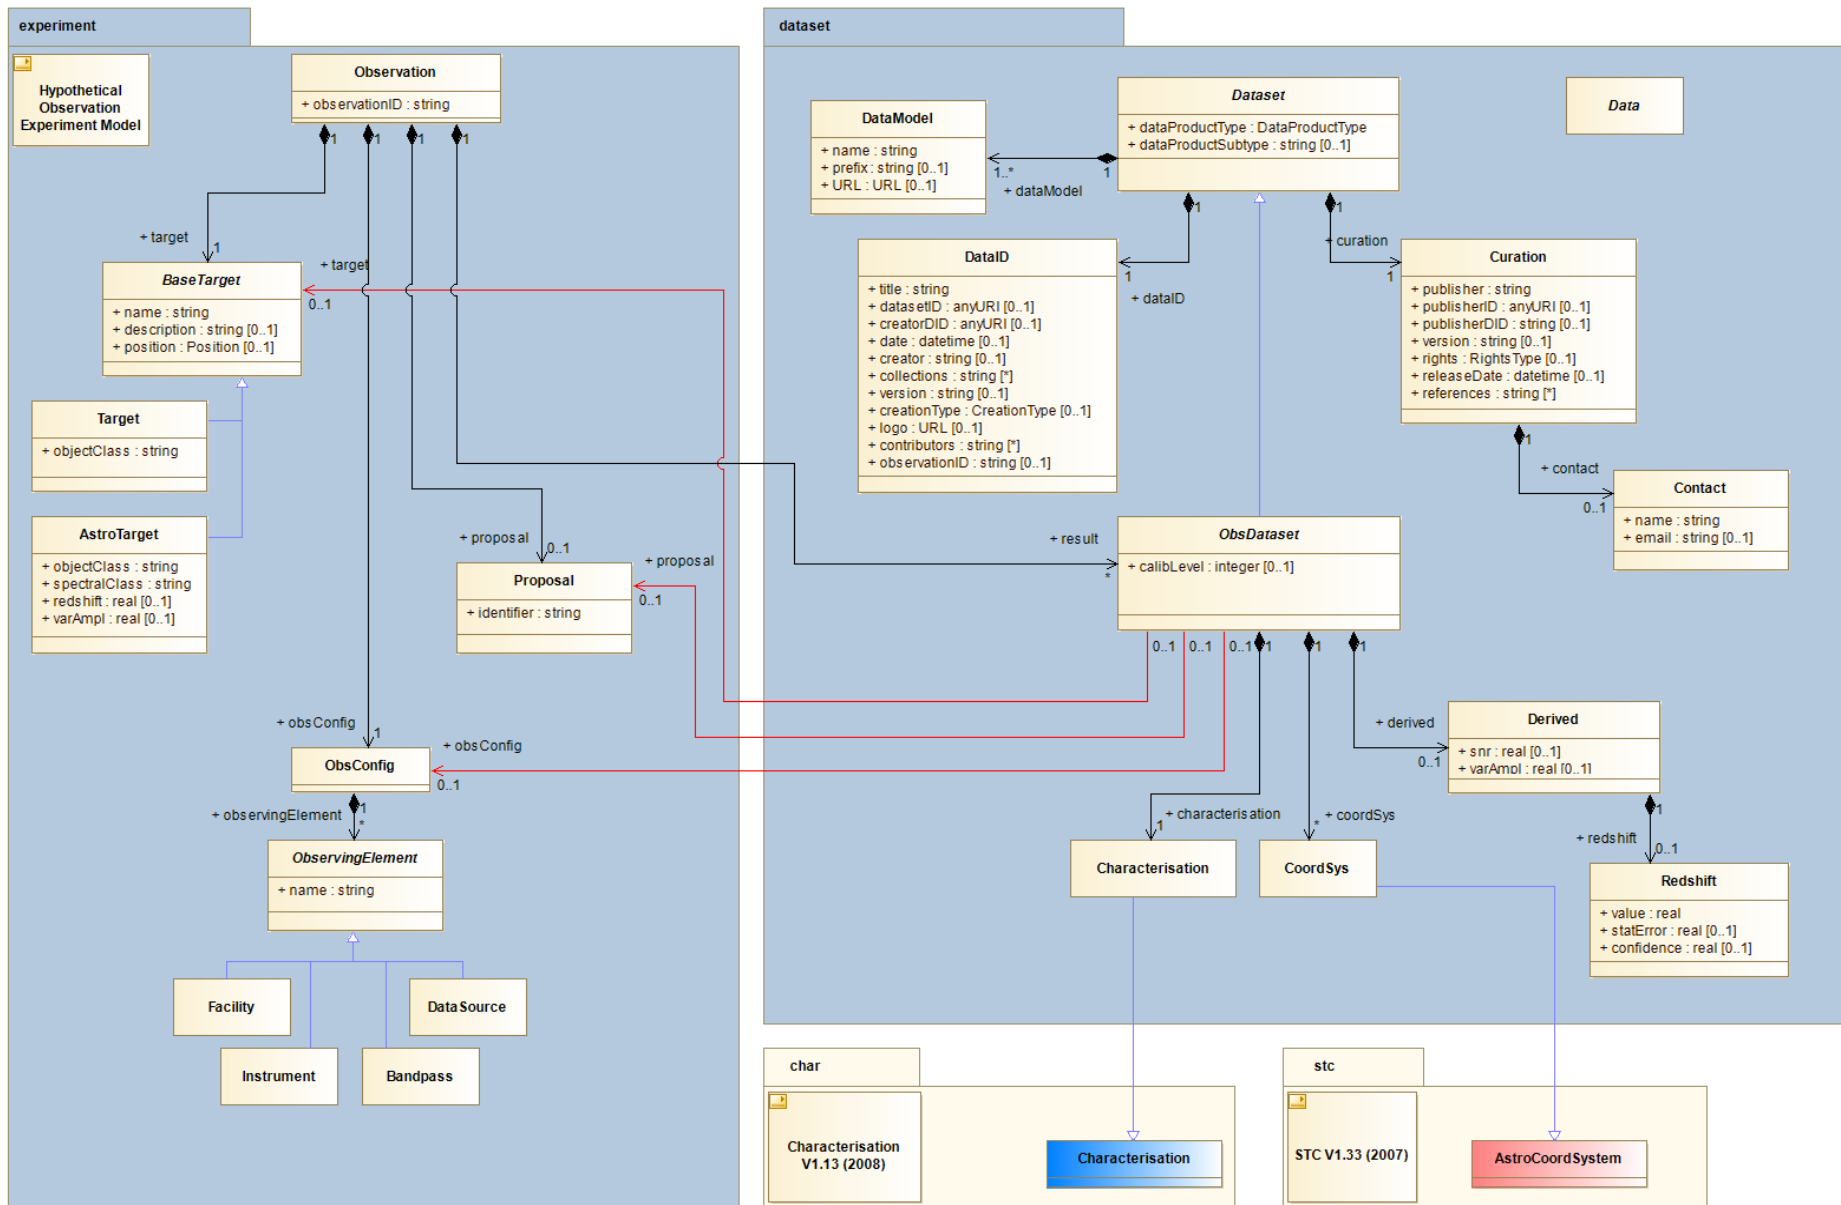 experiment
Hypothetical
Observation
Experiment Model
Observation
+ observationID : string
1
1
1
1
+ target
1
BaseTarget
+ name : string
+ description : string [0..1]
+ position : Position [0..1]
+ target
0..1
Target
+ objectClass : string
AstroTarget
+ objectClass : string
+ spectralClass : string
+ redshift : real [0..1]
+ varAmpl : real [0..1]
+ proposal
0..1
Proposal
+ identifier : string
+ proposal
0..1
+ obsConfig
1
ObsConfig
+ obsConfig
0..1
1
+ observingElement
*
ObservingElement
+ name : string
Facility
DataSource
Instrument
Bandpass
dataset
Dataset
+ dataProductType : DataProductType
+ dataProductSubtype : string [0..1]
Data
DataModel
+ name : string
+ prefix : string [0..1]
+ URL : URL [0..1]
1..*
1
+ dataModel
1
1
DataID
+ title : string
+ datasetID : anyURI [0..1]
+ creatorDID : anyURI [0..1]
+ date : datetime [0..1]
+ creator : string [0..1]
+ collections : string [*]
+ version : string [0..1]
+ creationType : CreationType [0..1]
+ logo : URL [0..1]
+ contributors : string [*]
+ observationID : string [0..1]
1
+ dataID
+ curation
1
Curation
+ publisher : string
+ publisherID : anyURI [0..1]
+ publisherDID : string [0..1]
+ version : string [0..1]
+ rights : RightsType [0..1]
+ releaseDate : datetime [0..1]
+ references : string [*]
1
+ contact
0..1
Contact
+ name : string
+ email : string [0..1]
+ result
*
ObsDataset
+ calibLevel : integer [0..1]
0..1
0..1
0..1
1
1
1
+ derived
0..1
Derived
+ snr : real [0..1]
+ varAmpl : real [0..1]
1
+ redshift
0..1
Redshift
+ value : real
+ statError : real [0..1]
+ confidence : real [0..1]
+ characterisation
1
Characterisation
+ coordSys
*
CoordSys
char
Characterisation
V1.13 (2008)
Characterisation
stc
STC V1.33 (2007)
AstroCoordSystem